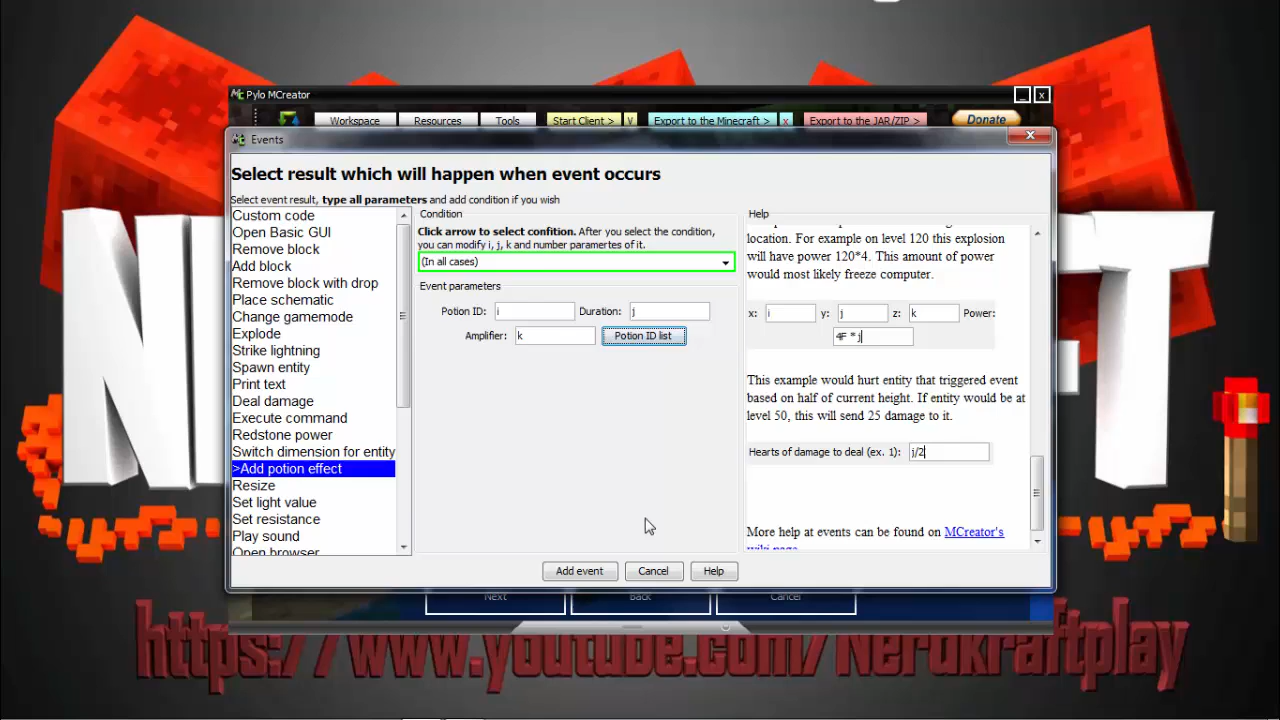 Pylo MCreator
_ x
Workspace Resources Tools Start Client > V Export to the Minecraft > x Export to the JAR/ZIP > Donate
Events
x
Select result which will happen when event occurs
Select event result, type all parameters and add condition if you wish
Custom code
Open Basic GUI
Remove block
Add block
Remove block with drop
Place schematic
Change gamemode
Explode
Strike lightning
Spawn entity
Print text
Deal damage
Execute command
Redstone power
Switch dimension for entity
>Add potion effect
Resize
Set light value
Set resistance
Play sound
Open browser
Condition
Click arrow to select confition. After you select the condition,
you can modify i, j, k and number paramertes of it.
(In all cases)
Event parameters
Potion ID: i Duration: j
Amplifier: k Potion ID list
Help
location. For example on level 120 this explosion
will have power 120*4. This amount of power
would most likely freeze computer.
x: i y: j z: k Power:
4F * j
This example would hurt entity that triggered event
based on half of current height. If entity would be at
level 50, this will send 25 damage to it.
Hearts of damage to deal (ex. 1): j/2
More help at events can be found on MCreator's
wiki page
Add event Cancel Help
Next Back Cancel
https://www.youtube.com/Nerdkraftplay